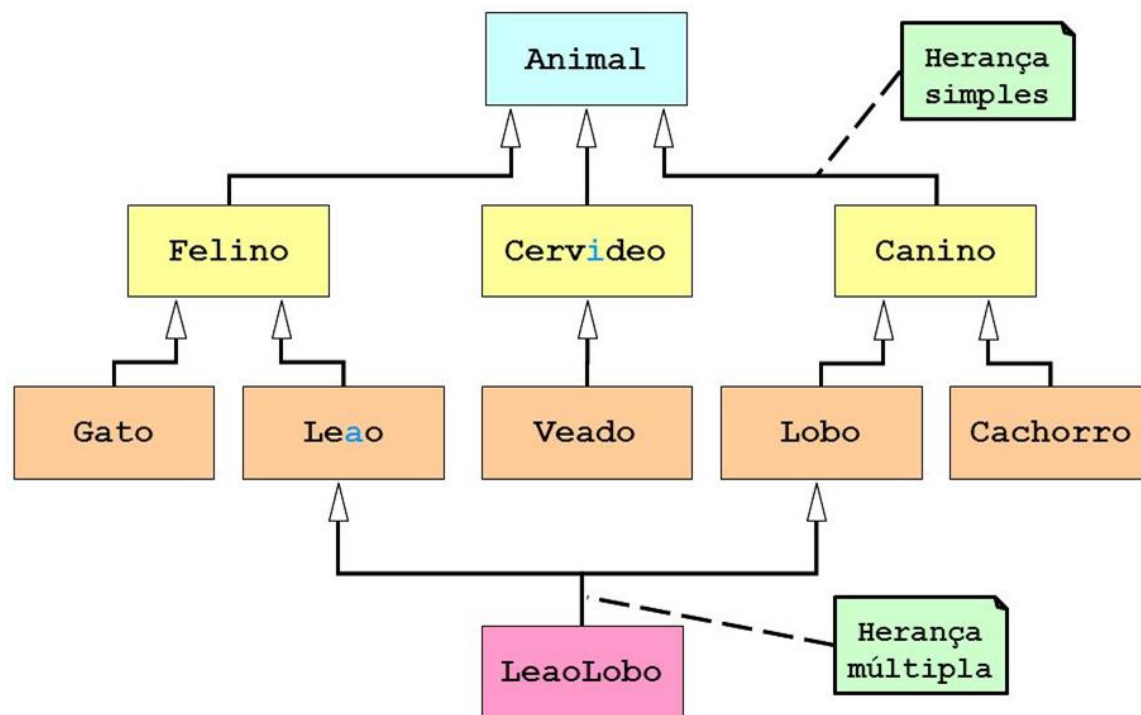 Animal
Herança
simples
Felino
Cervideo
Canino
Gato
Leao
Veado
Lobo
Cachorro
LeaoLobo
Herança
múltipla